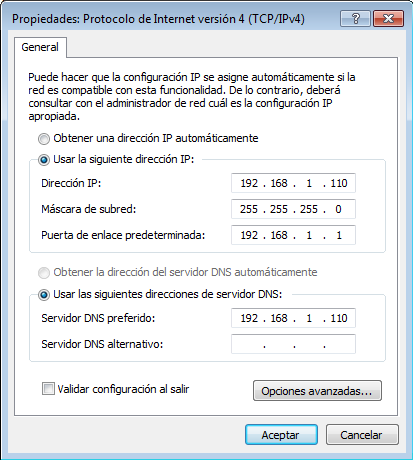 Propiedades: Protocolo de Internet versión 4 (TCP/IPv4)
General
Puede hacer que la configuración IP se asigne automáticamente si la
red es compatible con esta funcionalidad. De lo contrario, deberá
consultar con el administrador de red cuál es la configuración IP
apropiada.
Obtener una dirección IP automáticamente
Usar la siguiente dirección IP:
Dirección IP: 192 . 168 . 1 . 110
Máscara de subred: 255 . 255 . 255 . 0
Puerta de enlace predeterminada: 192 . 168 . 1 . 1
Obtener la dirección del servidor DNS automáticamente
Usar las siguientes direcciones de servidor DNS:
Servidor DNS preferido: 192 . 168 . 1 . 110
Servidor DNS alternativo: . . .
Validar configuración al salir
Opciones avanzadas...
Aceptar Cancelar